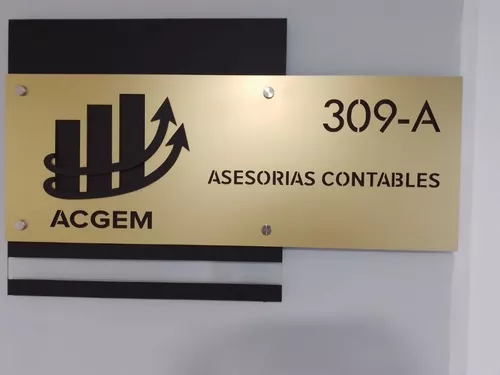 309-A
ASESORIAS CONTABLES
ACGEM